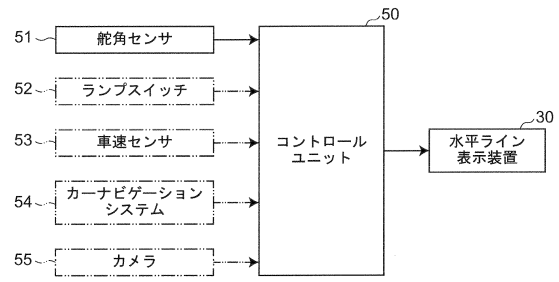 50
51
舵角センサ
52
ランプスイッチ
53
車速センサ
コントロール
ユニット
30
水平ライン
表示装置
54
カーナビゲーション
システム
55
カメラ